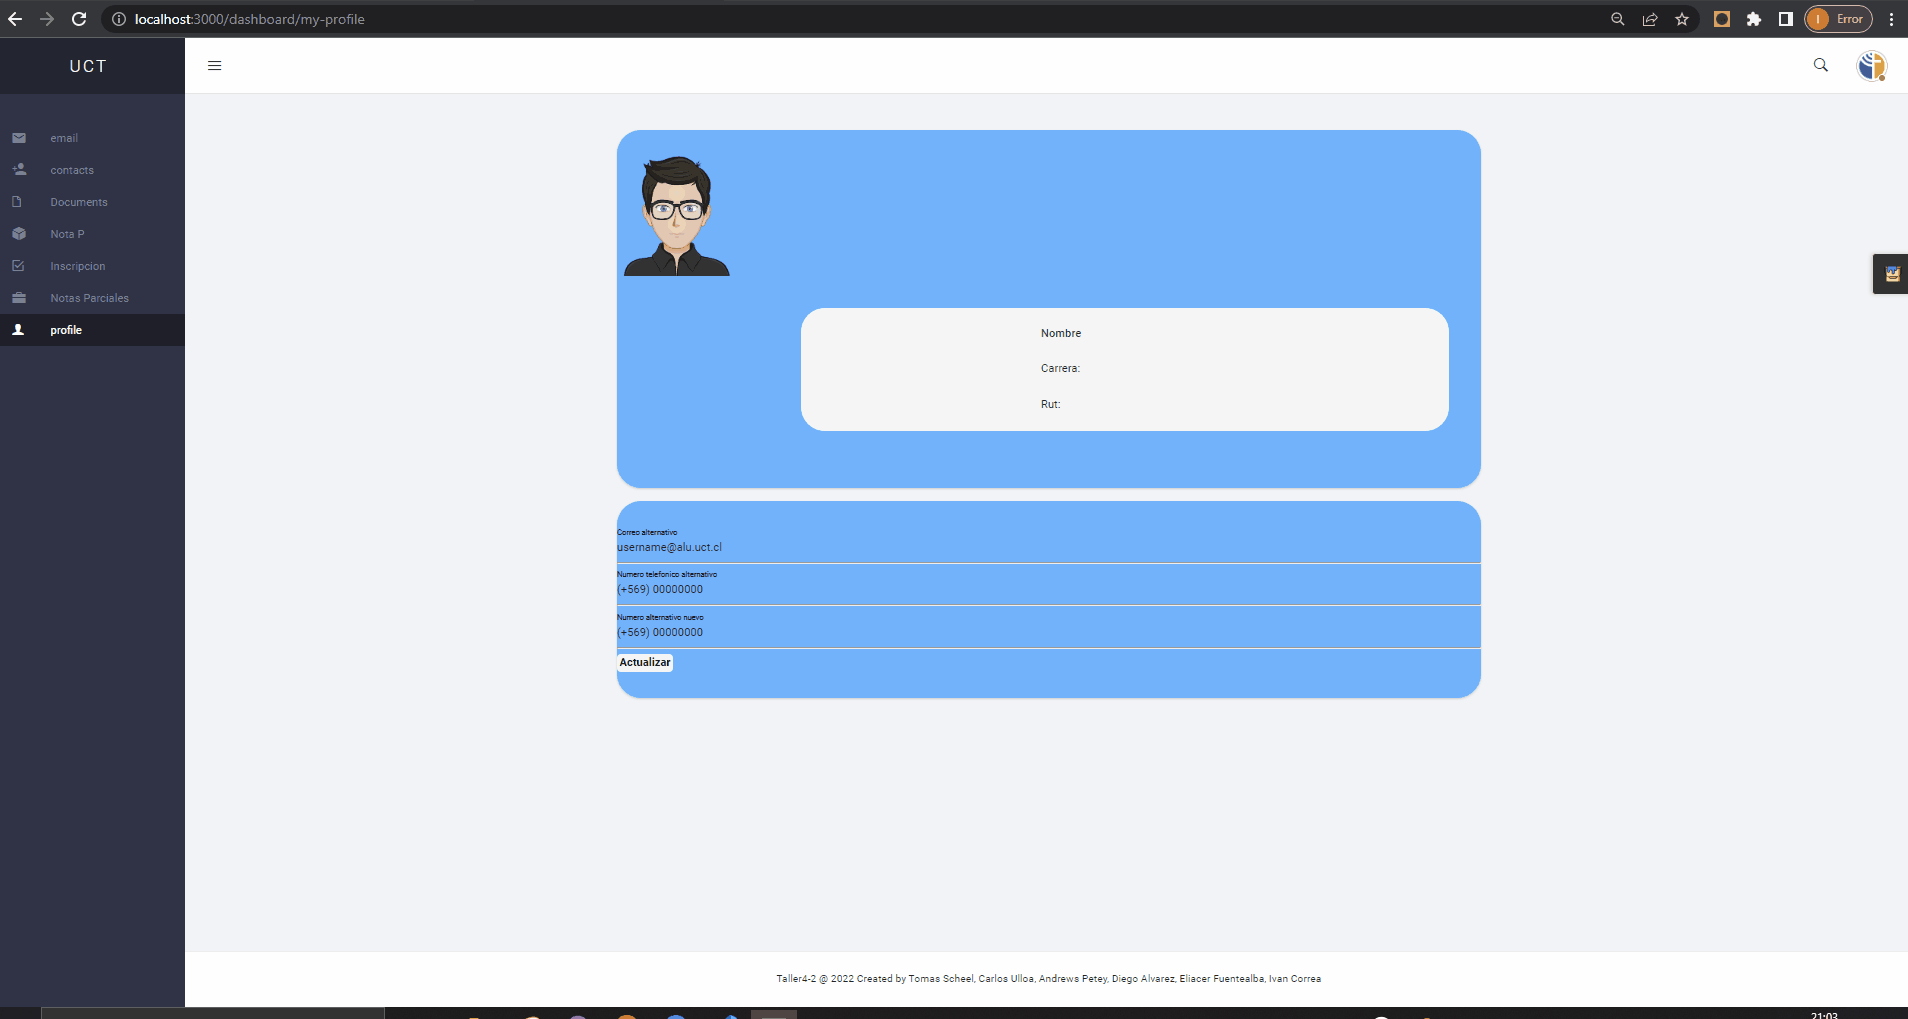 localhost:3000/dashboard/my-profile
I
Error
UCT
email
contacts
Documents
Nota P
Inscripcion
Notas Parciales
profile
Nombre
Carrera:
Rut:
Correo alternativo
username@alu.uct.cl
Numero telefonico alternativo
(+569) 00000000
Numero alternativo nuevo
(+569) 00000000
Actualizar
Taller4-2 @ 2022 Created by Tomas Scheel, Carlos Ulloa, Andrews Petey, Diego Alvarez, Eliacer Fuentealba, Ivan Correa
21:03